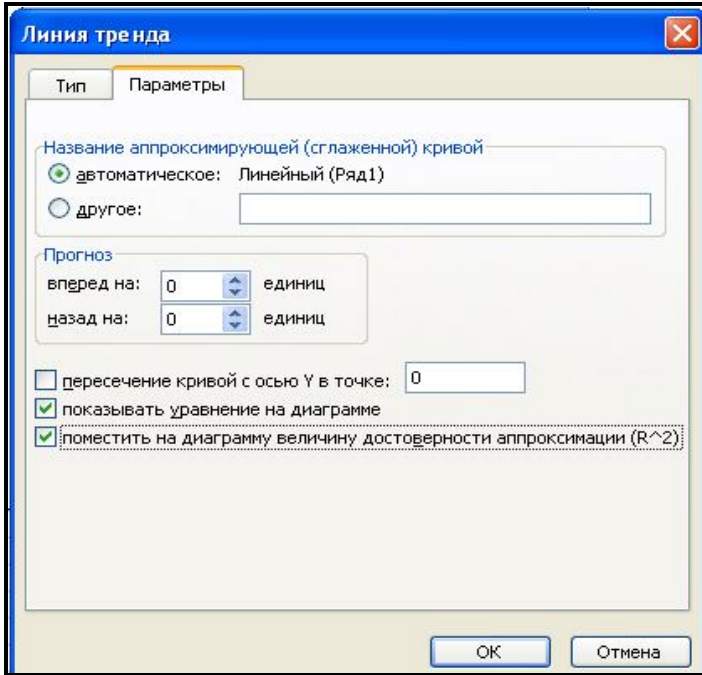 Линия тренда
Тип Параметры
Название аппроксимирующей (сглаженной) кривой
автоматическое: Линейный (Ряд1)
другое:
Прогноз
вперед на: 0 единиц
назад на: 0 единиц
пересечение кривой с осью Y в точке: 0
показывать уравнение на диаграмме
поместить на диаграмму величину достоверности аппроксимации (R^2)
ОК Отмена